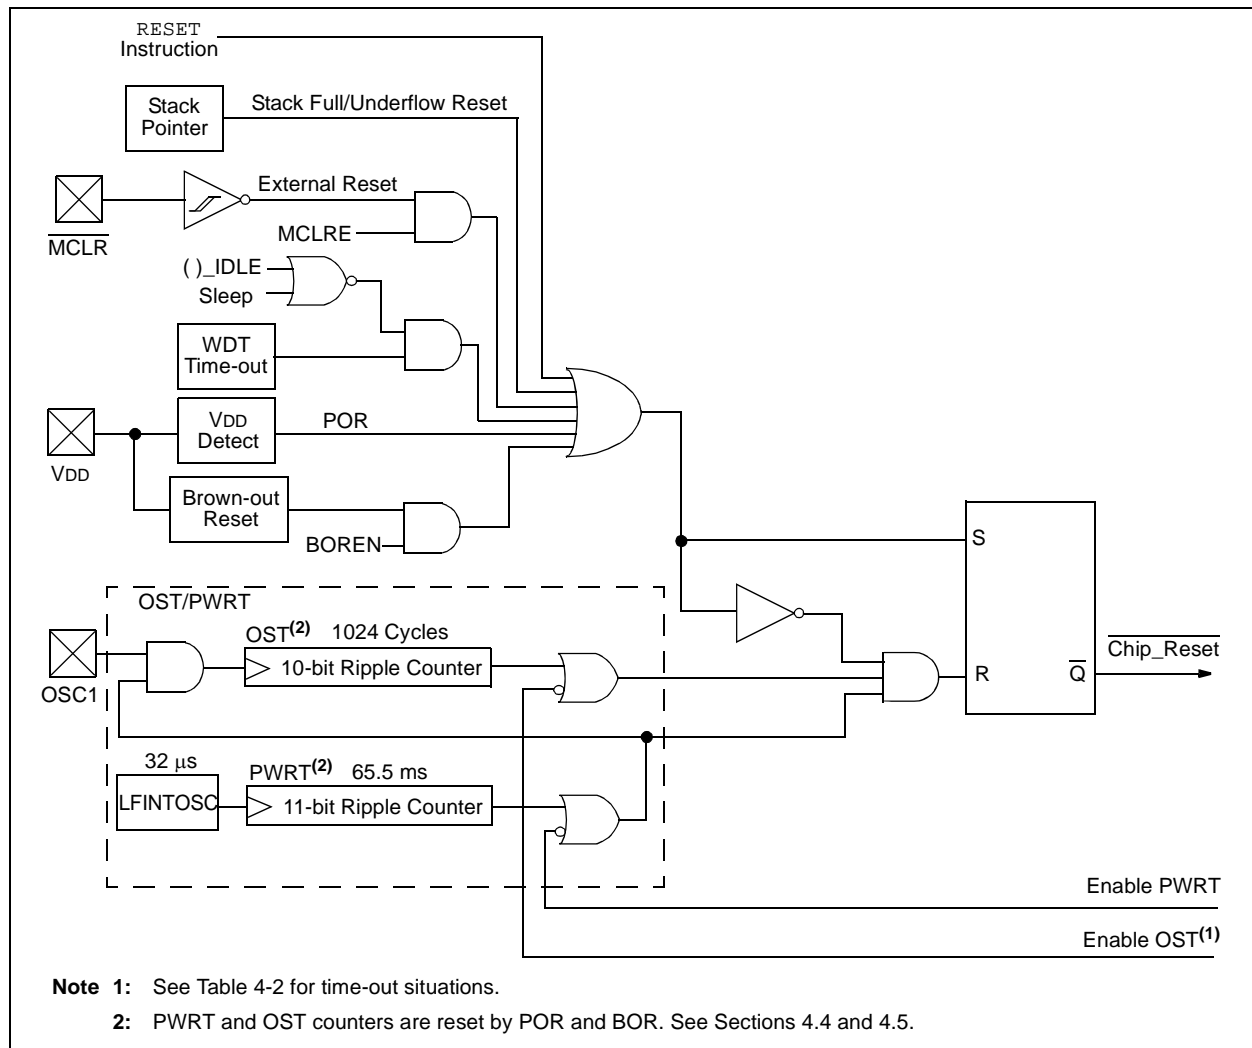 RESET
Instruction
Stack
Pointer
Stack Full/Underflow Reset
External Reset
MCLR
MCLRE
( )_IDLE
Sleep
WDT
Time-out
VDD
Detect
POR
VDD
Brown-out
Reset
BOREN
S
OST/PWRT
OST(2) 1024 Cycles
10-bit Ripple Counter
OSC1
R
Q
Chip_Reset
32 μs
LFINTOSC
PWRT(2) 65.5 ms
11-bit Ripple Counter
Enable PWRT
Enable OST(1)
Note 1: See Table 4-2 for time-out situations.
2: PWRT and OST counters are reset by POR and BOR. See Sections 4.4 and 4.5.